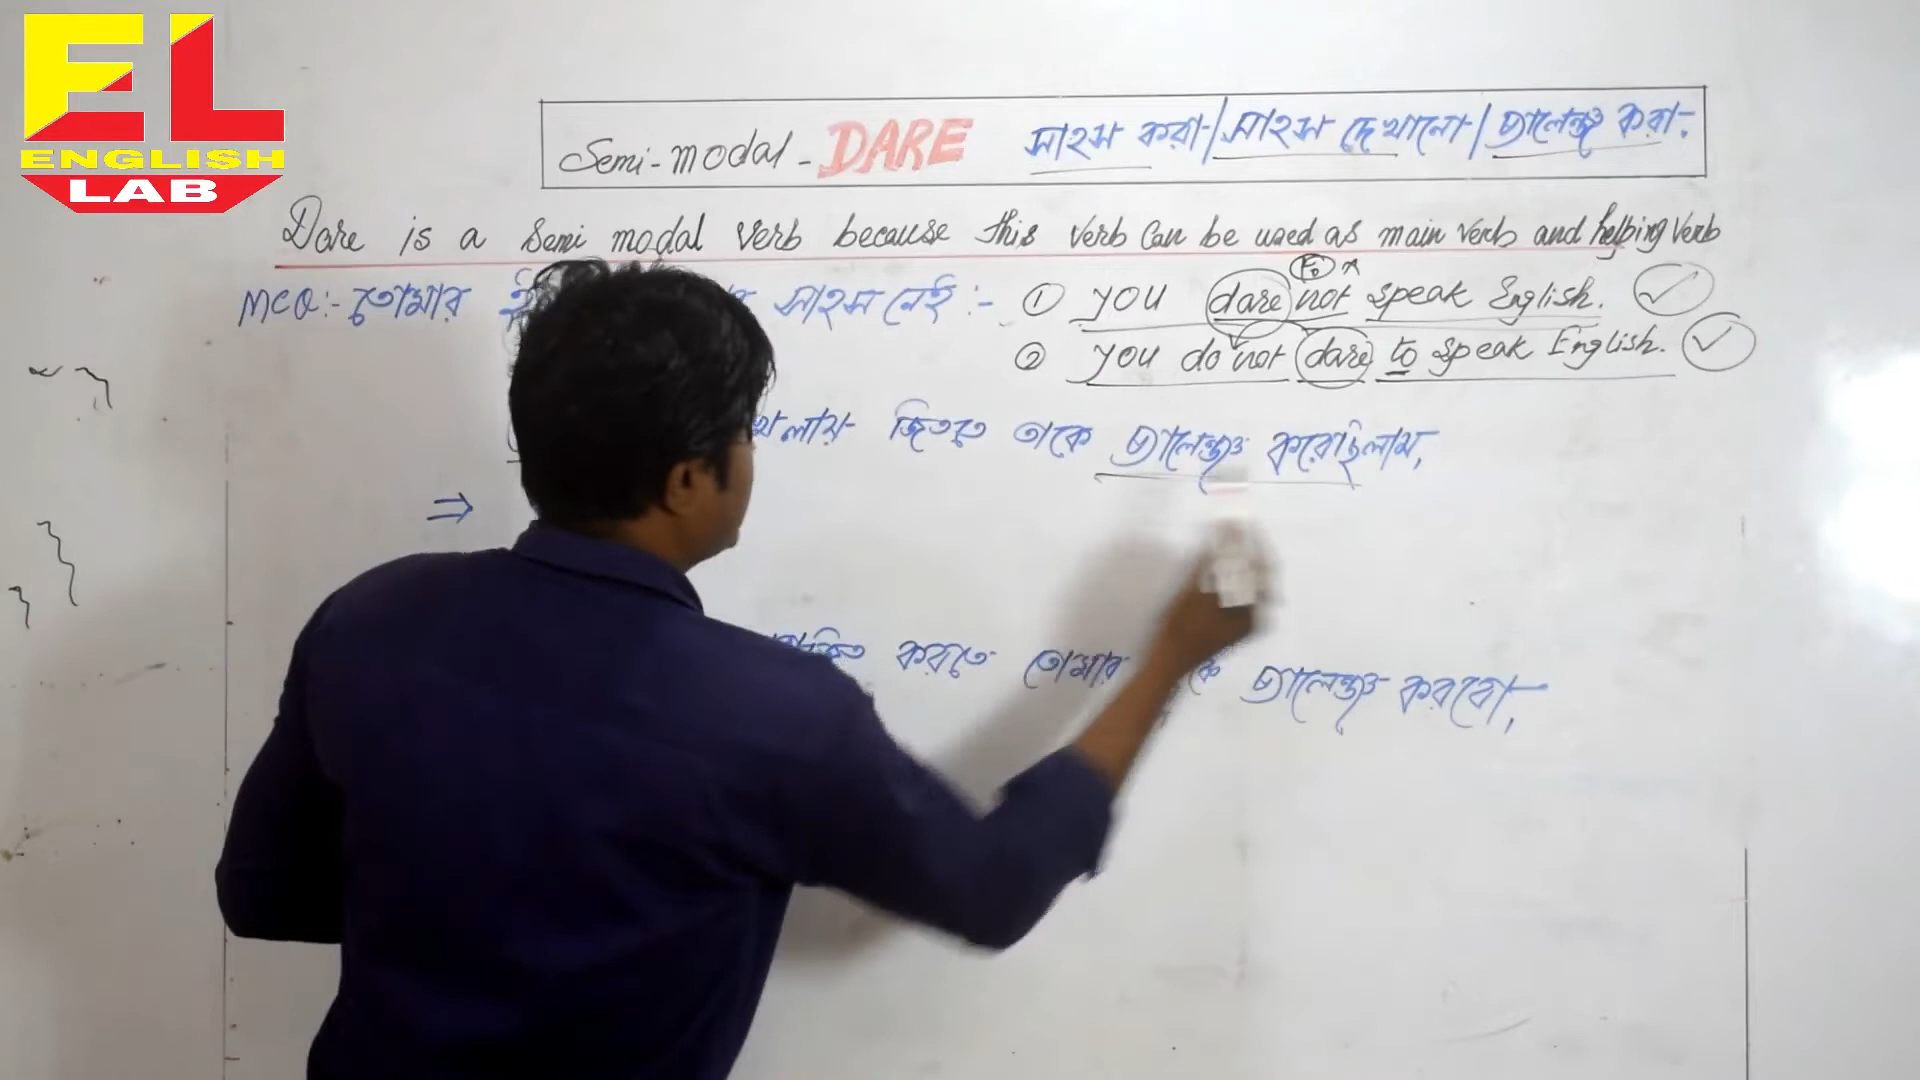 EL
ENGLISH
LAB
Semi-modal - DARE সাহস করা/সাহস দেখানো/চ্যালেঞ্জ করা.
Dare is a Semi modal verb because this verb can be used as main verb and helping verb
MCQ:- তোমার সাহস নেই :- ① you dare not speak English. ✓
② you do not dare to speak English. ✓
জিততে তাকে চ্যালেঞ্জ করেছিলাম,
⇒
করতে তোমার কে চ্যালেঞ্জ করবো,